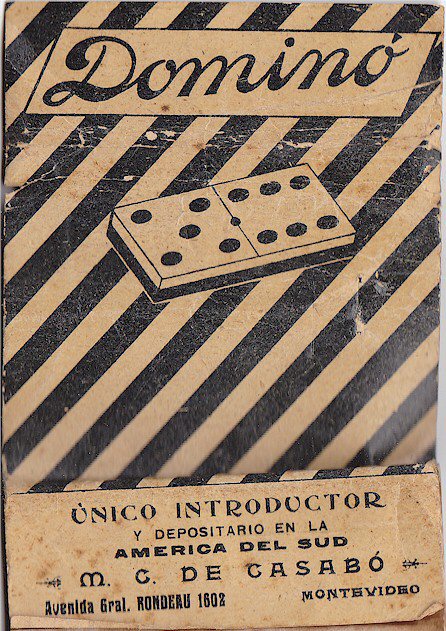 Dominó
ÚNICO INTRODUCTOR
Y DEPOSITARIO EN LA
AMERICA DEL SUD
M. C. DE CASABÓ
Avenida Gral. RONDEAU 1602
MONTEVIDEO